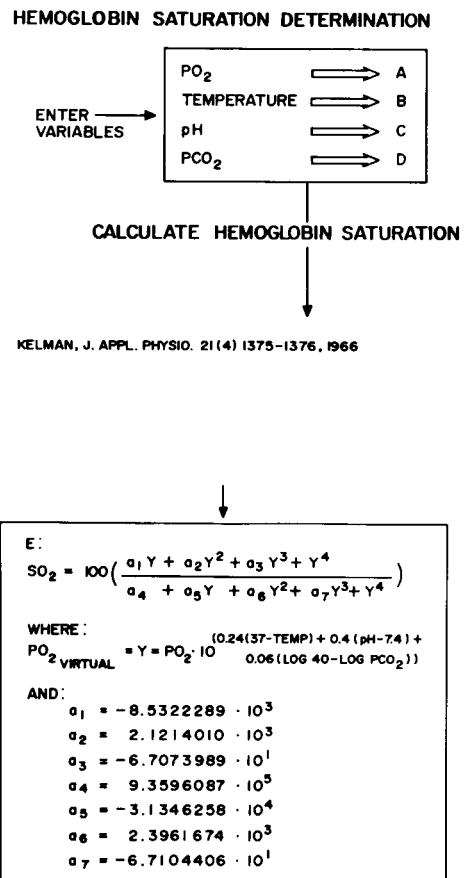 HEMOGLOBIN SATURATION DETERMINATION
PO₂ ⟹ A
TEMPERATURE ⟹ B
ENTER VARIABLES → pH ⟹ C
PCO₂ ⟹ D
CALCULATE HEMOGLOBIN SATURATION
KELMAN, J. APPL. PHYSIO. 21(4) 1375-1376, 1966
E:
SO₂ = 100( (a₁Y + a₂Y² + a₃Y³ + Y⁴) / (a₄ + a₅Y + a₆Y² + a₇Y³ + Y⁴) )
WHERE:
PO₂ VIRTUAL = Y = PO₂ · 10^(0.24(37-TEMP) + 0.4(pH-7.4) + 0.06(LOG 40-LOG PCO₂))
AND:
a₁ = -8.5322289 · 10³
a₂ = 2.1214010 · 10³
a₃ = -6.7073989 · 10¹
a₄ = 9.3596087 · 10⁵
a₅ = -3.1346258 · 10⁴
a₆ = 2.3961674 · 10³
a₇ = -6.7104406 · 10¹